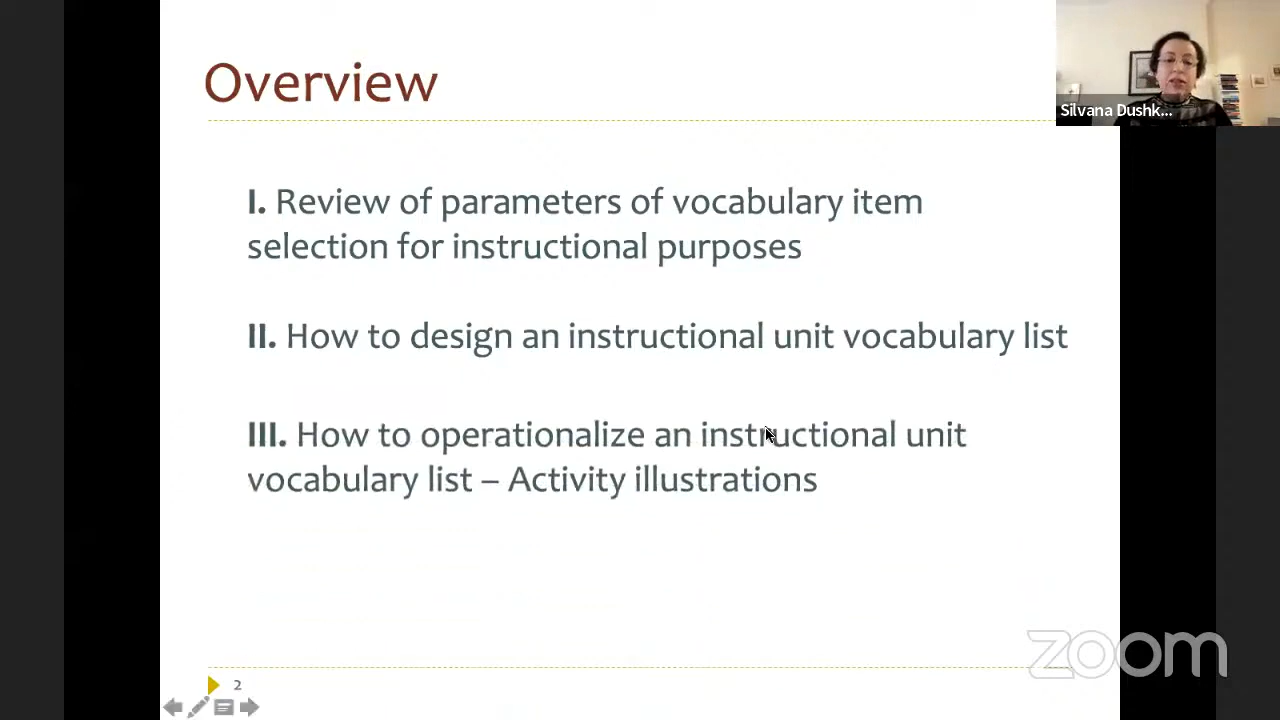 Overview
Silvana Dushk...
I. Review of parameters of vocabulary item
selection for instructional purposes
II. How to design an instructional unit vocabulary list
III. How to operationalize an instructional unit
vocabulary list – Activity illustrations
zoom
2